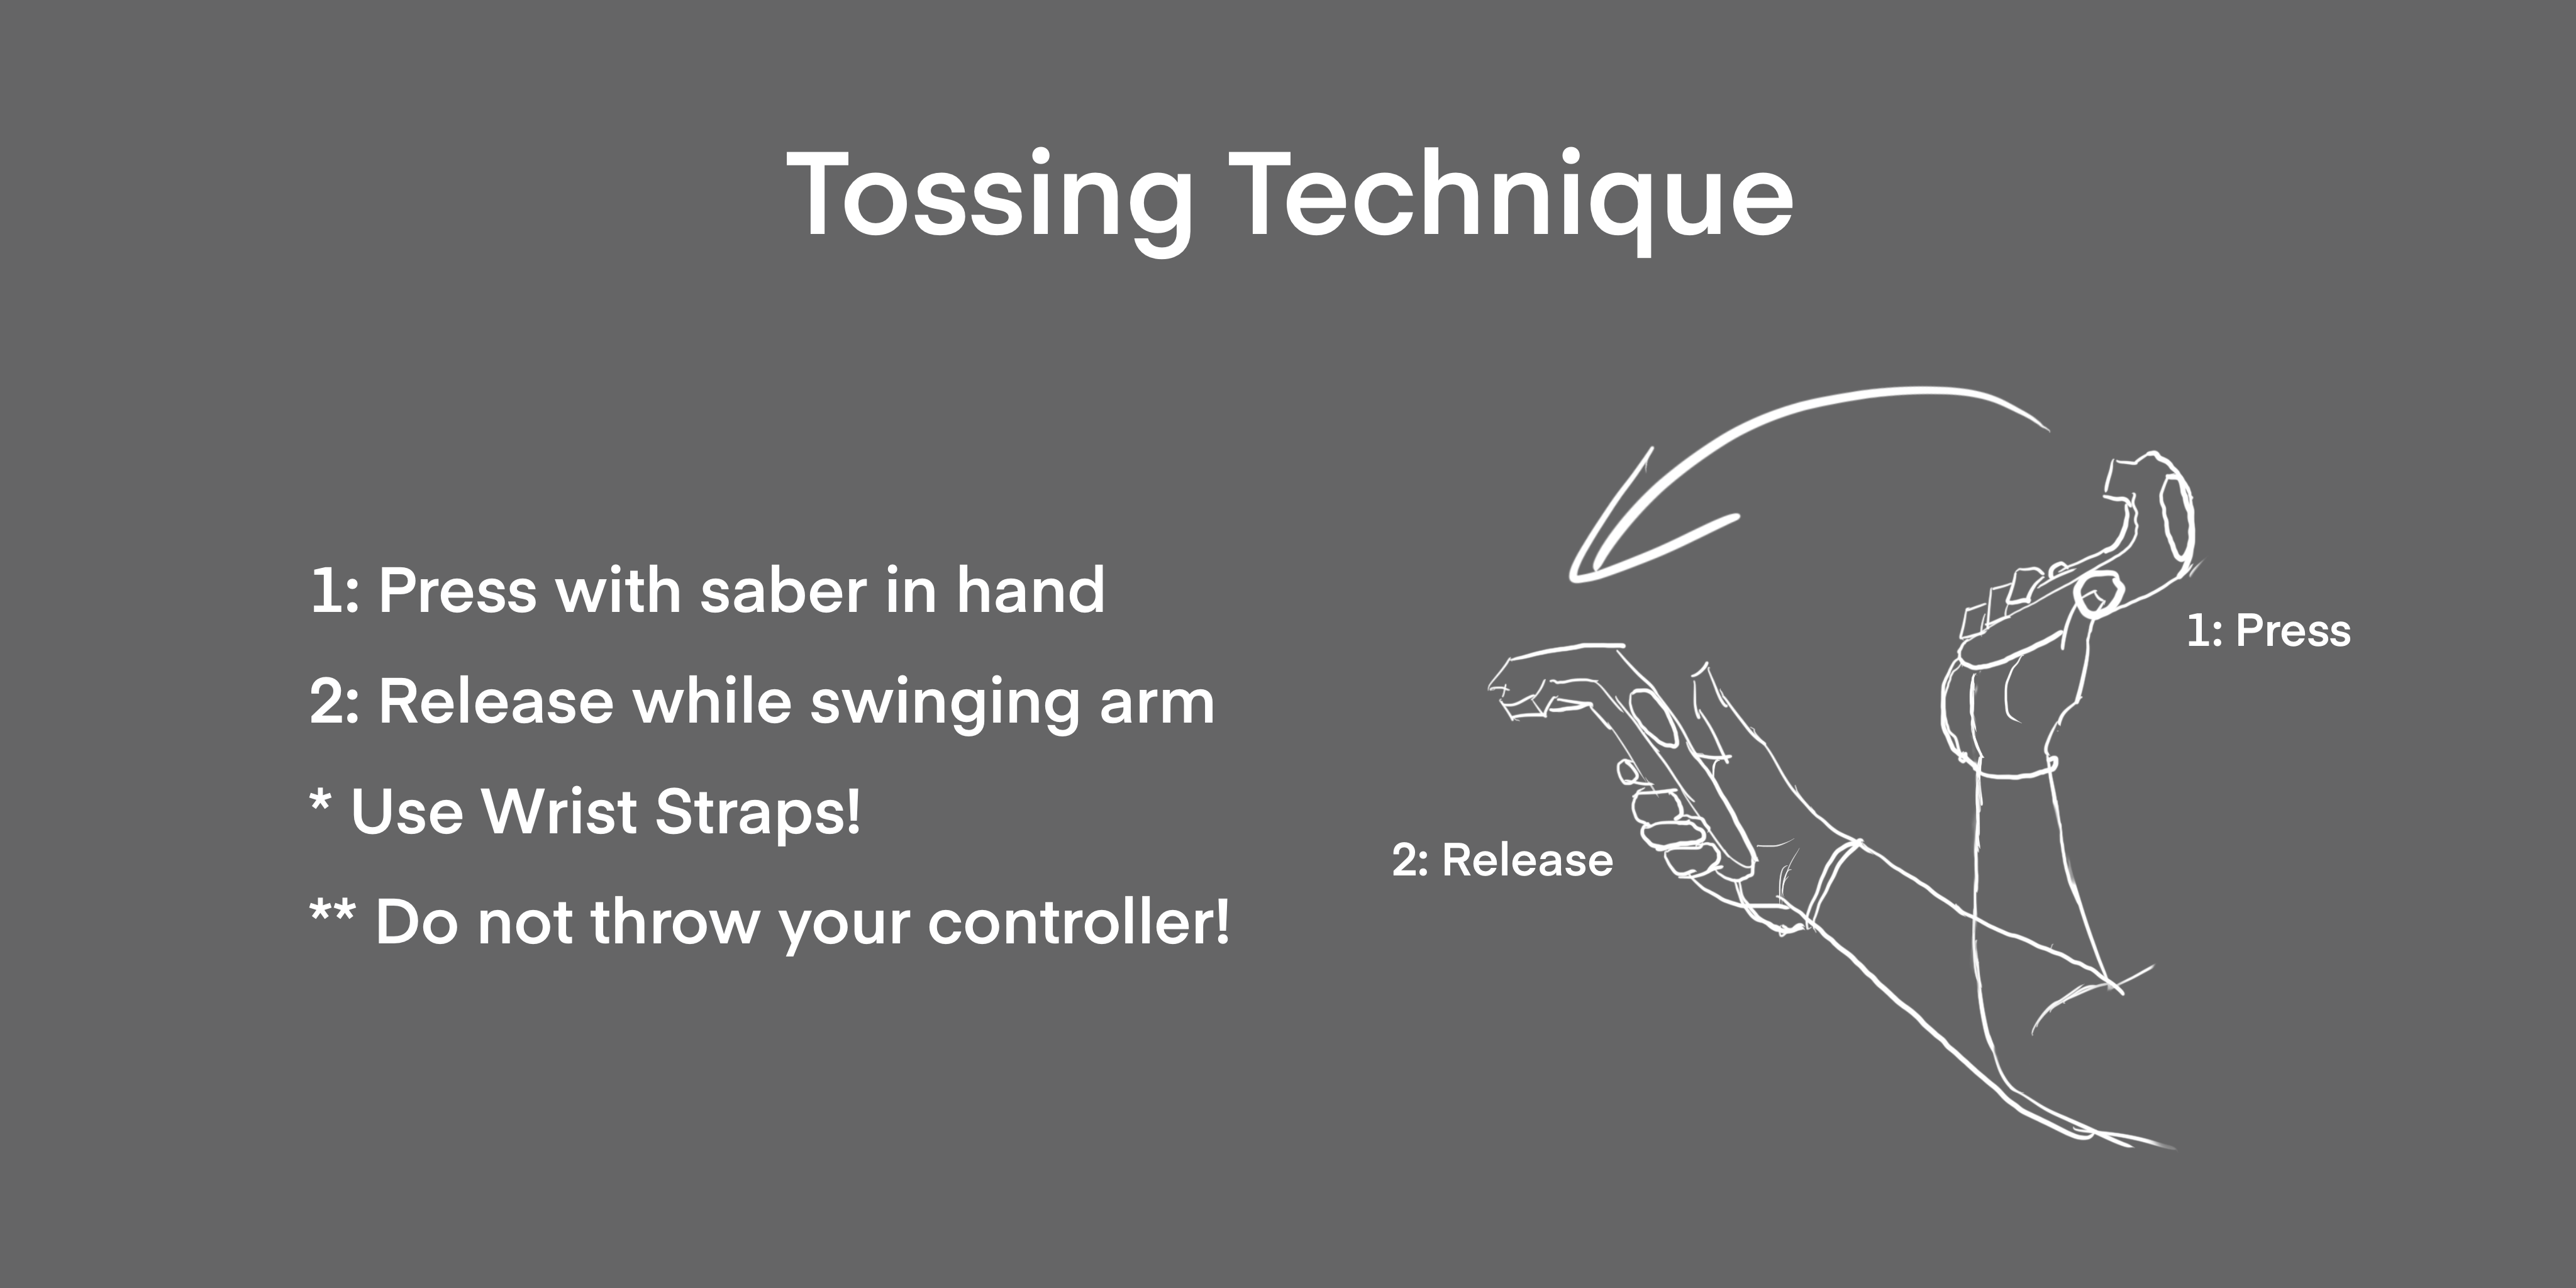 Tossing Technique
1: Press with saber in hand
2: Release while swinging arm
* Use Wrist Straps!
** Do not throw your controller!
1: Press
2: Release